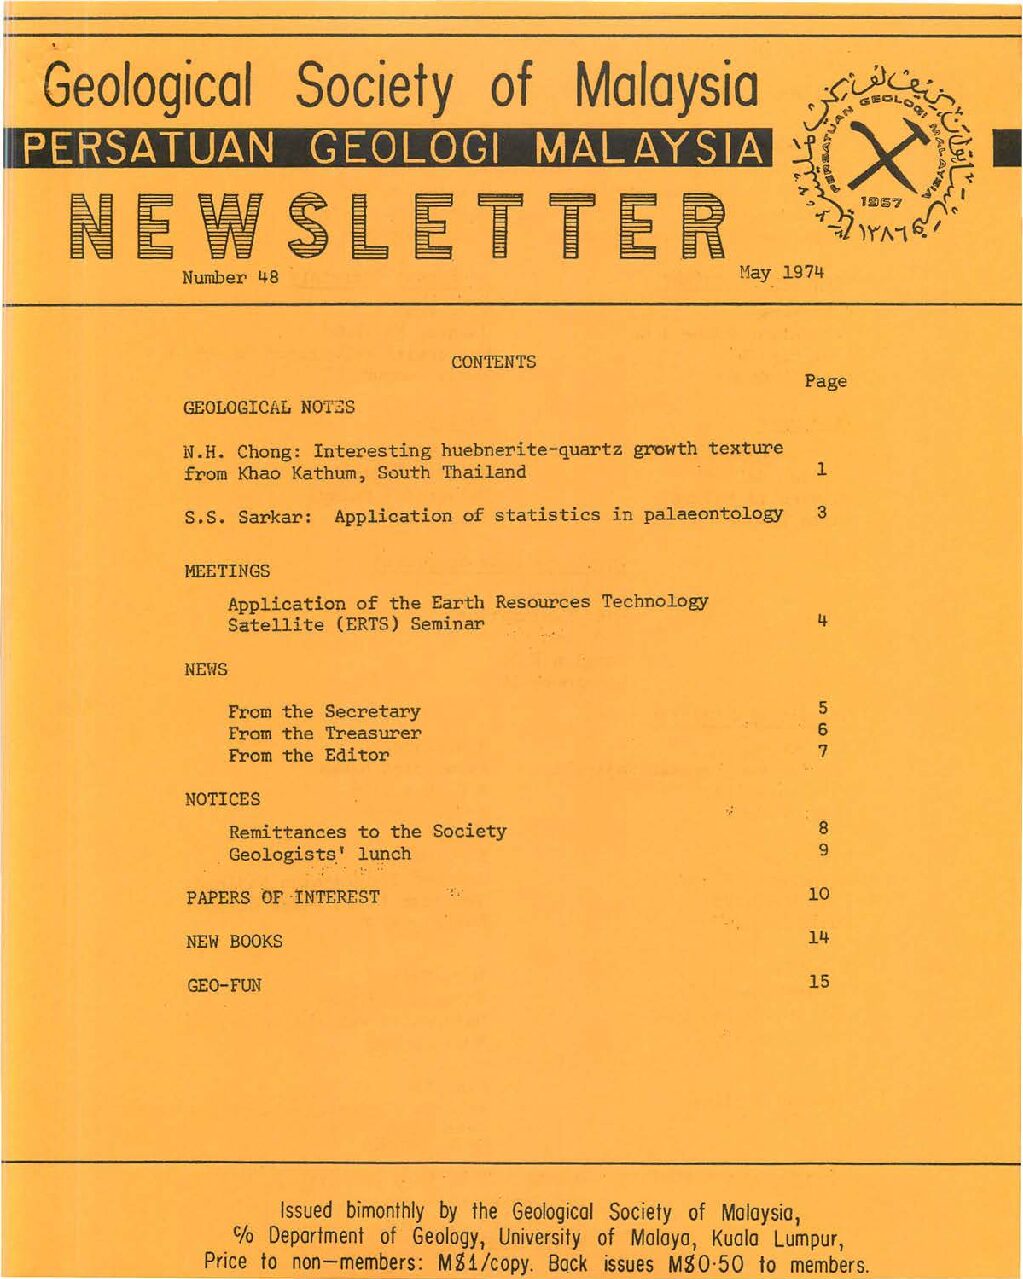 Geological Society of Malaysia
PERSATUAN GEOLOGI MALAYSIA
PERSATUAN GEOLOGI MALAYSIA
1967
١٣٨٦
NEWSLETTER
Number 48
May 1974
CONTENTS
Page
GEOLOGICAL NOTES
N.H. Chong: Interesting huebnerite-quartz growth texture
from Khao Kathum, South Thailand 1
S.S. Sarkar: Application of statistics in palaeontology 3
MEETINGS
Application of the Earth Resources Technology
Satellite (ERTS) Seminar 4
NEWS
From the Secretary 5
From the Treasurer 6
From the Editor 7
NOTICES
Remittances to the Society 8
Geologists' lunch 9
PAPERS OF INTEREST 10
NEW BOOKS 14
GEO-FUN 15
Issued bimonthly by the Geological Society of Malaysia,
c/o Department of Geology, University of Malaya, Kuala Lumpur,
Price to non-members: M$1/copy. Back issues M$0·50 to members.